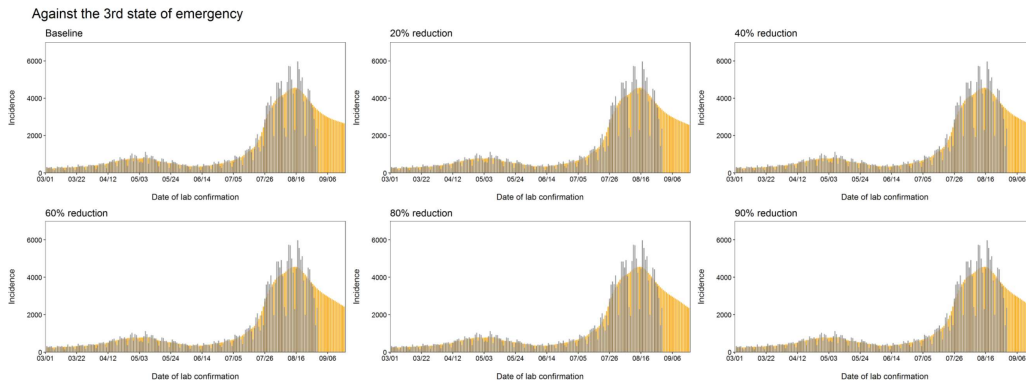 Against the 3rd state of emergency
Baseline
20% reduction
40% reduction
Incidence
6000
4000
2000
0
03/01 03/22 04/12 05/03 05/24 06/14 07/05 07/26 08/16 09/06
Date of lab confirmation
Incidence
6000
4000
2000
0
03/01 03/22 04/12 05/03 05/24 06/14 07/05 07/26 08/16 09/06
Date of lab confirmation
Incidence
6000
4000
2000
0
03/01 03/22 04/12 05/03 05/24 06/14 07/05 07/26 08/16 09/06
Date of lab confirmation
60% reduction
80% reduction
90% reduction
Incidence
6000
4000
2000
0
03/01 03/22 04/12 05/03 05/24 06/14 07/05 07/26 08/16 09/06
Date of lab confirmation
Incidence
6000
4000
2000
0
03/01 03/22 04/12 05/03 05/24 06/14 07/05 07/26 08/16 09/06
Date of lab confirmation
Incidence
6000
4000
2000
0
03/01 03/22 04/12 05/03 05/24 06/14 07/05 07/26 08/16 09/06
Date of lab confirmation